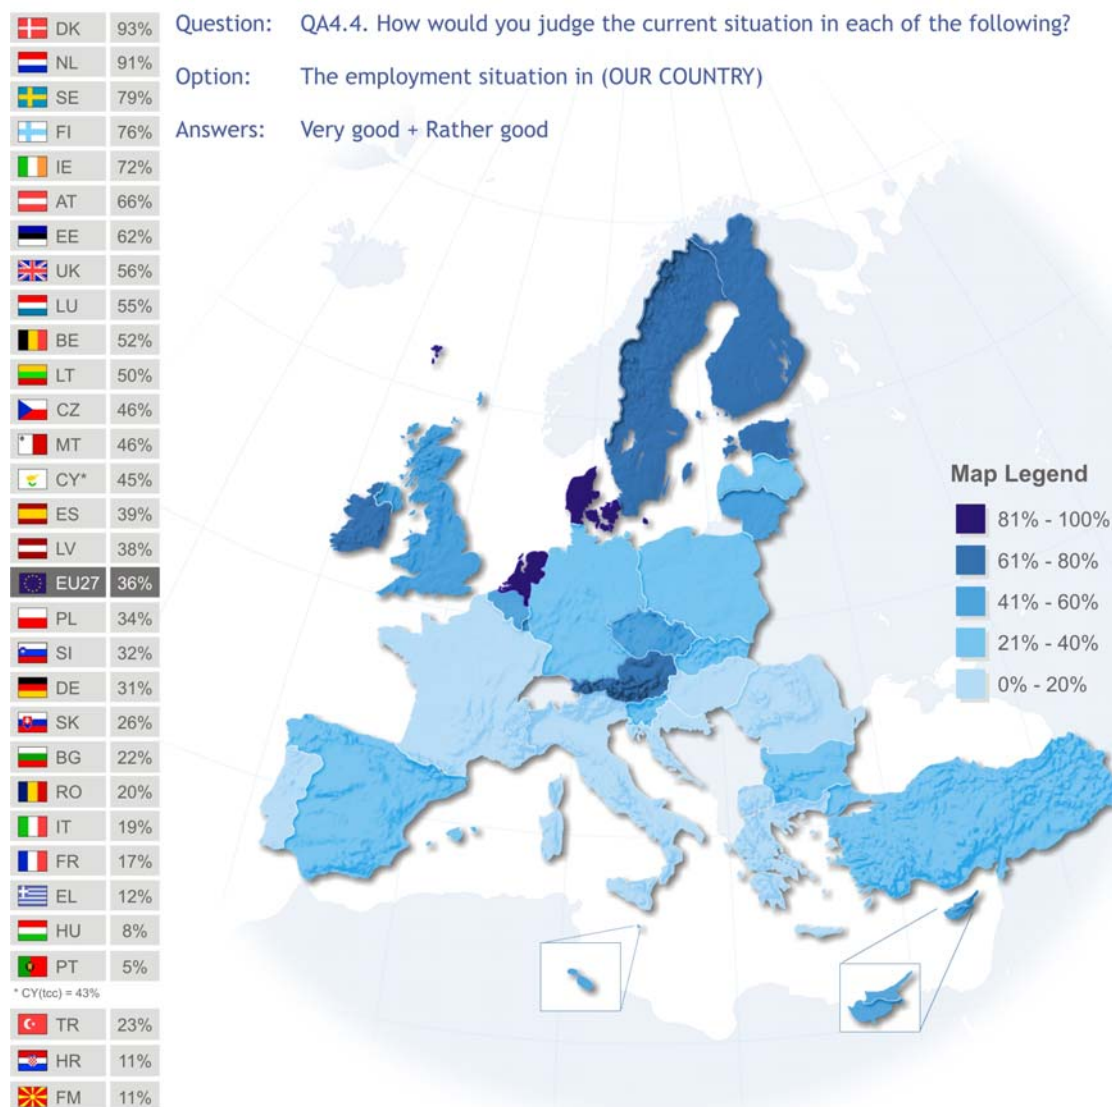 Question: QA4.4. How would you judge the current situation in each of the following?
Option: The employment situation in (OUR COUNTRY)
Answers: Very good + Rather good
DK 93%
NL 91%
SE 79%
FI 76%
IE 72%
AT 66%
EE 62%
UK 56%
LU 55%
BE 52%
LT 50%
CZ 46%
MT 46%
CY* 45%
ES 39%
LV 38%
EU27 36%
PL 34%
SI 32%
DE 31%
SK 26%
BG 22%
RO 20%
IT 19%
FR 17%
EL 12%
HU 8%
PT 5%
* CY(tcc) = 43%
TR 23%
HR 11%
FM 11%
Map Legend
81% - 100%
61% - 80%
41% - 60%
21% - 40%
0% - 20%